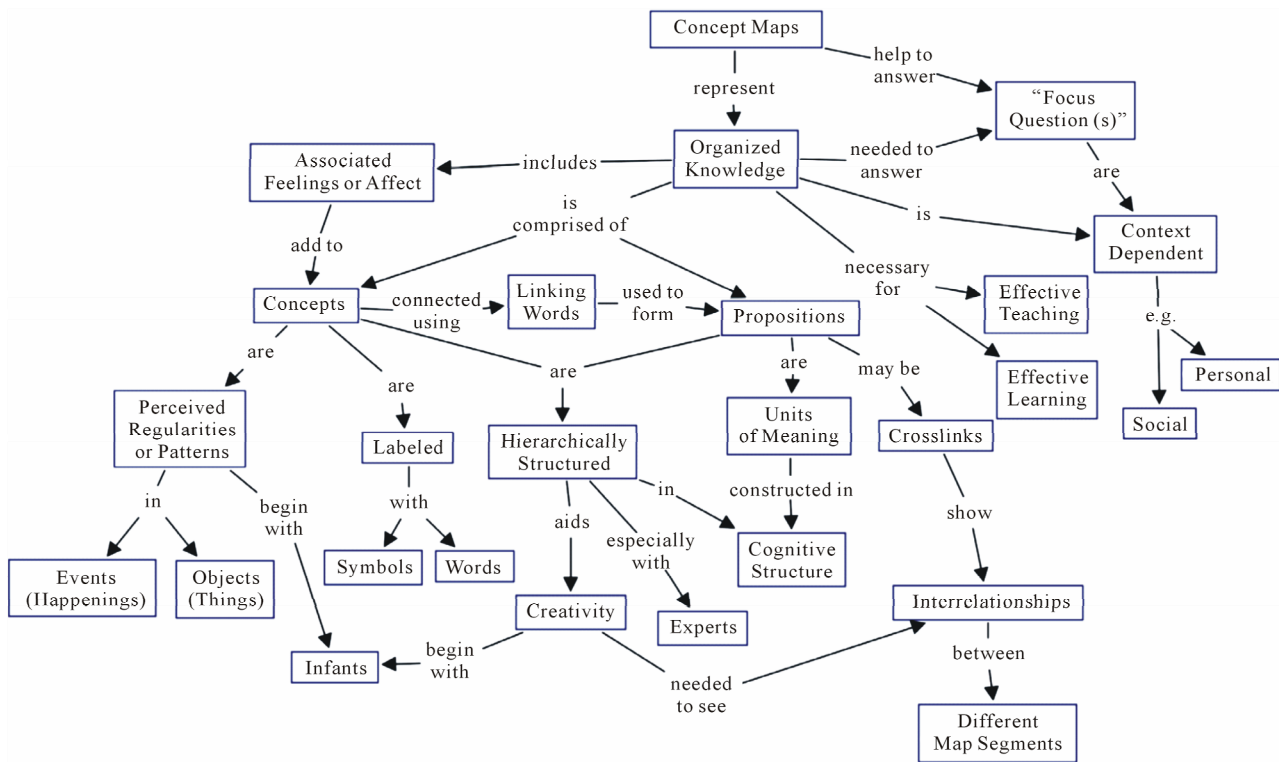 Concept Maps
help to
answer
represent
“Focus
Question (s)”
Organized
Knowledge
needed to
answer
Associated
Feelings or Affect
includes
are
is
comprised of
is
Context
Dependent
add to
necessary
for
Concepts
connected
using
Linking
Words
used to
form
Propositions
Effective
Teaching
e.g.
are
are
are
are
may be
Effective
Learning
Personal
Perceived
Regularities
or Patterns
Labeled
Hierarchically
Structured
Units
of Meaning
Crosslinks
Social
in
begin
with
with
aids
in
constructed in
show
especially
with
Events
(Happenings)
Objects
(Things)
Symbols
Words
Cognitive
Structure
Creativity
Experts
Interrelationships
Infants
begin
with
needed
to see
between
Different
Map Segments